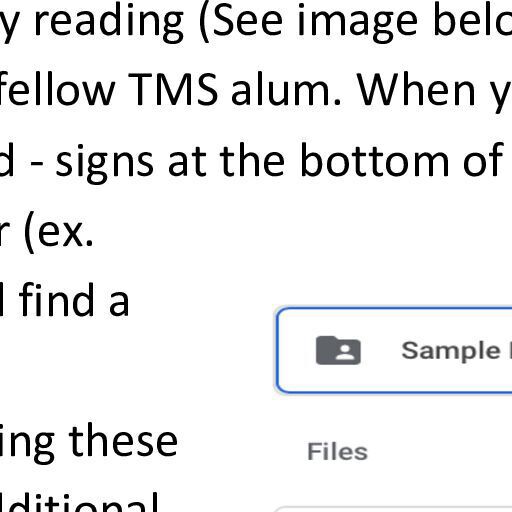 y reading (See image belo
fellow TMS alum. When y
d - signs at the bottom of
r (ex.
l find a
Sample
ing these
Files
dditional